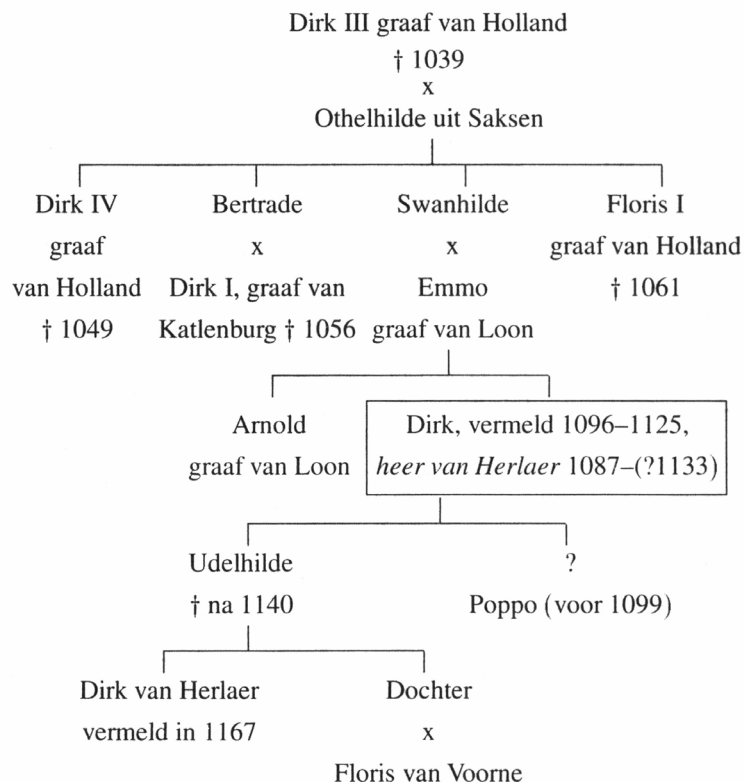 Dirk III graaf van Holland
† 1039
x
Othelhilde uit Saksen
Dirk IV
graaf
van Holland
† 1049
Bertrade
x
Dirk I, graaf van
Katlenburg † 1056
Swanhilde
x
Emmo
graaf van Loon
Floris I
graaf van Holland
† 1061
Arnold
graaf van Loon
Dirk, vermeld 1096–1125,
heer van Herlaer 1087–(?1133)
Udelhilde
† na 1140
?
Poppo (voor 1099)
Dirk van Herlaer
vermeld in 1167
Dochter
x
Floris van Voorne